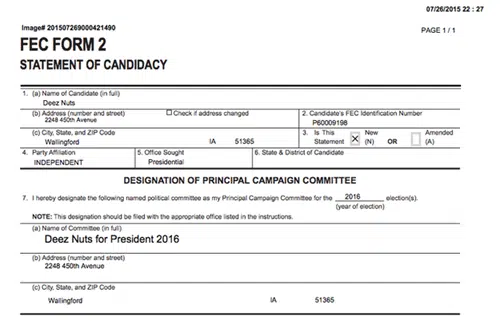 07/26/2015 22 : 27
Image# 201507269000421490
PAGE 1 / 1
FEC FORM 2
STATEMENT OF CANDIDACY
1. (a) Name of Candidate (in full)
Deez Nuts
(b) Address (number and street) Check if address changed 2. Candidate's FEC Identification Number
2248 450th Avenue P60009198
(c) City, State, and ZIP Code 3. Is This New Amended
Wallingford IA 51365 Statement X (N) OR (A)
4. Party Affiliation 5. Office Sought 6. State & District of Candidate
INDEPENDENT Presidential
DESIGNATION OF PRINCIPAL CAMPAIGN COMMITTEE
7. I hereby designate the following named political committee as my Principal Campaign Committee for the 2016 election(s).
(year of election)
NOTE: This designation should be filed with the appropriate office listed in the instructions.
(a) Name of Committee (in full)
Deez Nuts for President 2016
(b) Address (number and street)
2248 450th Avenue
(c) City, State, and ZIP Code
Wallingford IA 51365